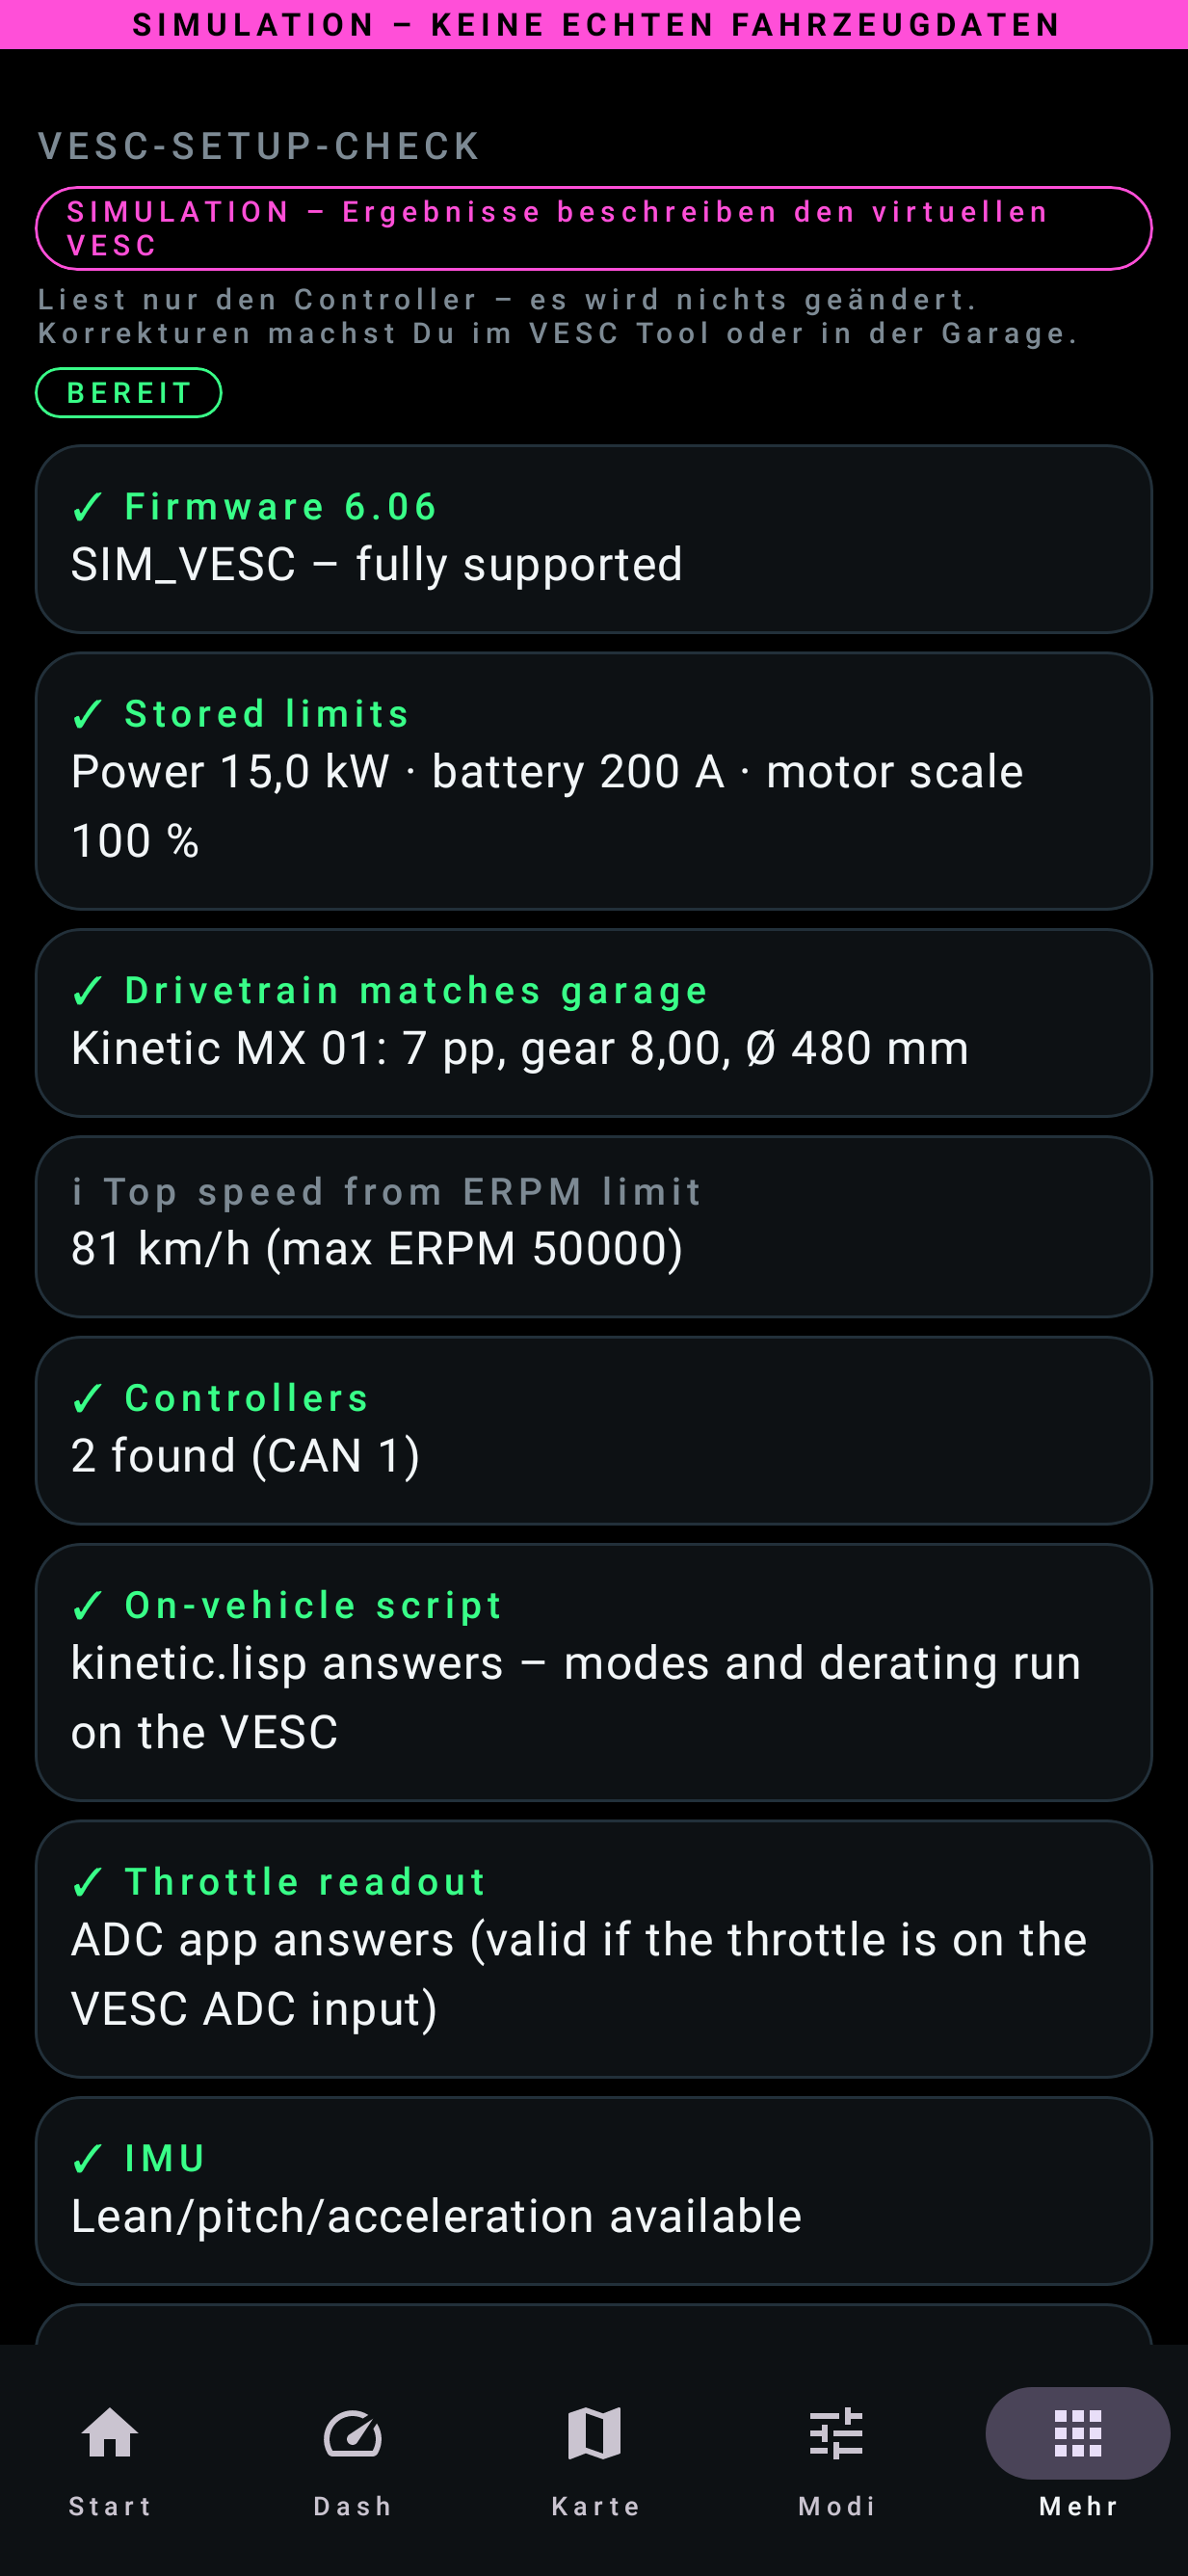 SIMULATION – KEINE ECHTEN FAHRZEUGDATEN
VESC-SETUP-CHECK
SIMULATION – Ergebnisse beschreiben den virtuellen
VESC
Liest nur den Controller – es wird nichts geändert.
Korrekturen machst Du im VESC Tool oder in der Garage.
BEREIT
✓ Firmware 6.06
SIM_VESC – fully supported
✓ Stored limits
Power 15,0 kW · battery 200 A · motor scale
100 %
✓ Drivetrain matches garage
Kinetic MX 01: 7 pp, gear 8,00, Ø 480 mm
i Top speed from ERPM limit
81 km/h (max ERPM 50000)
✓ Controllers
2 found (CAN 1)
✓ On-vehicle script
kinetic.lisp answers – modes and derating run
on the VESC
✓ Throttle readout
ADC app answers (valid if the throttle is on the
VESC ADC input)
✓ IMU
Lean/pitch/acceleration available
Start Dash Karte Modi Mehr